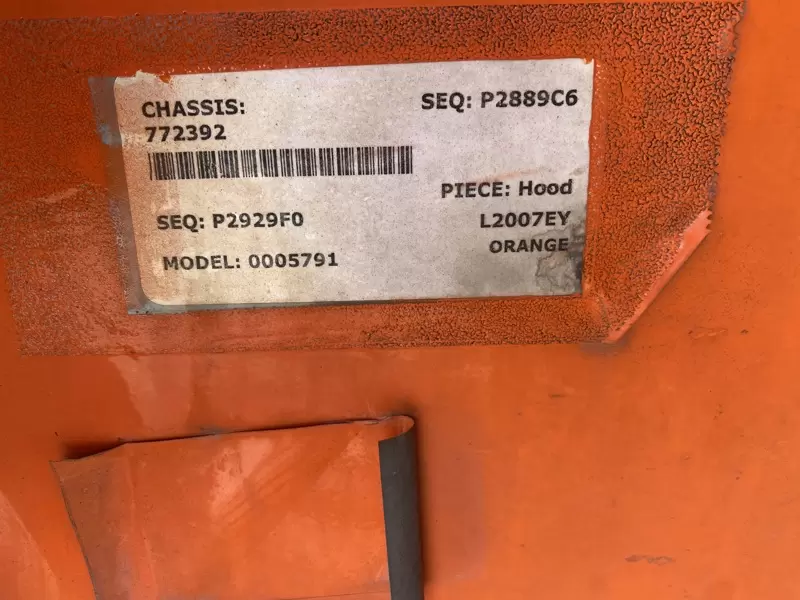 CHASSIS:
772392
SEQ: P2889C6
PIECE: Hood
SEQ: P2929F0
L2007EY
ORANGE
MODEL: 0005791